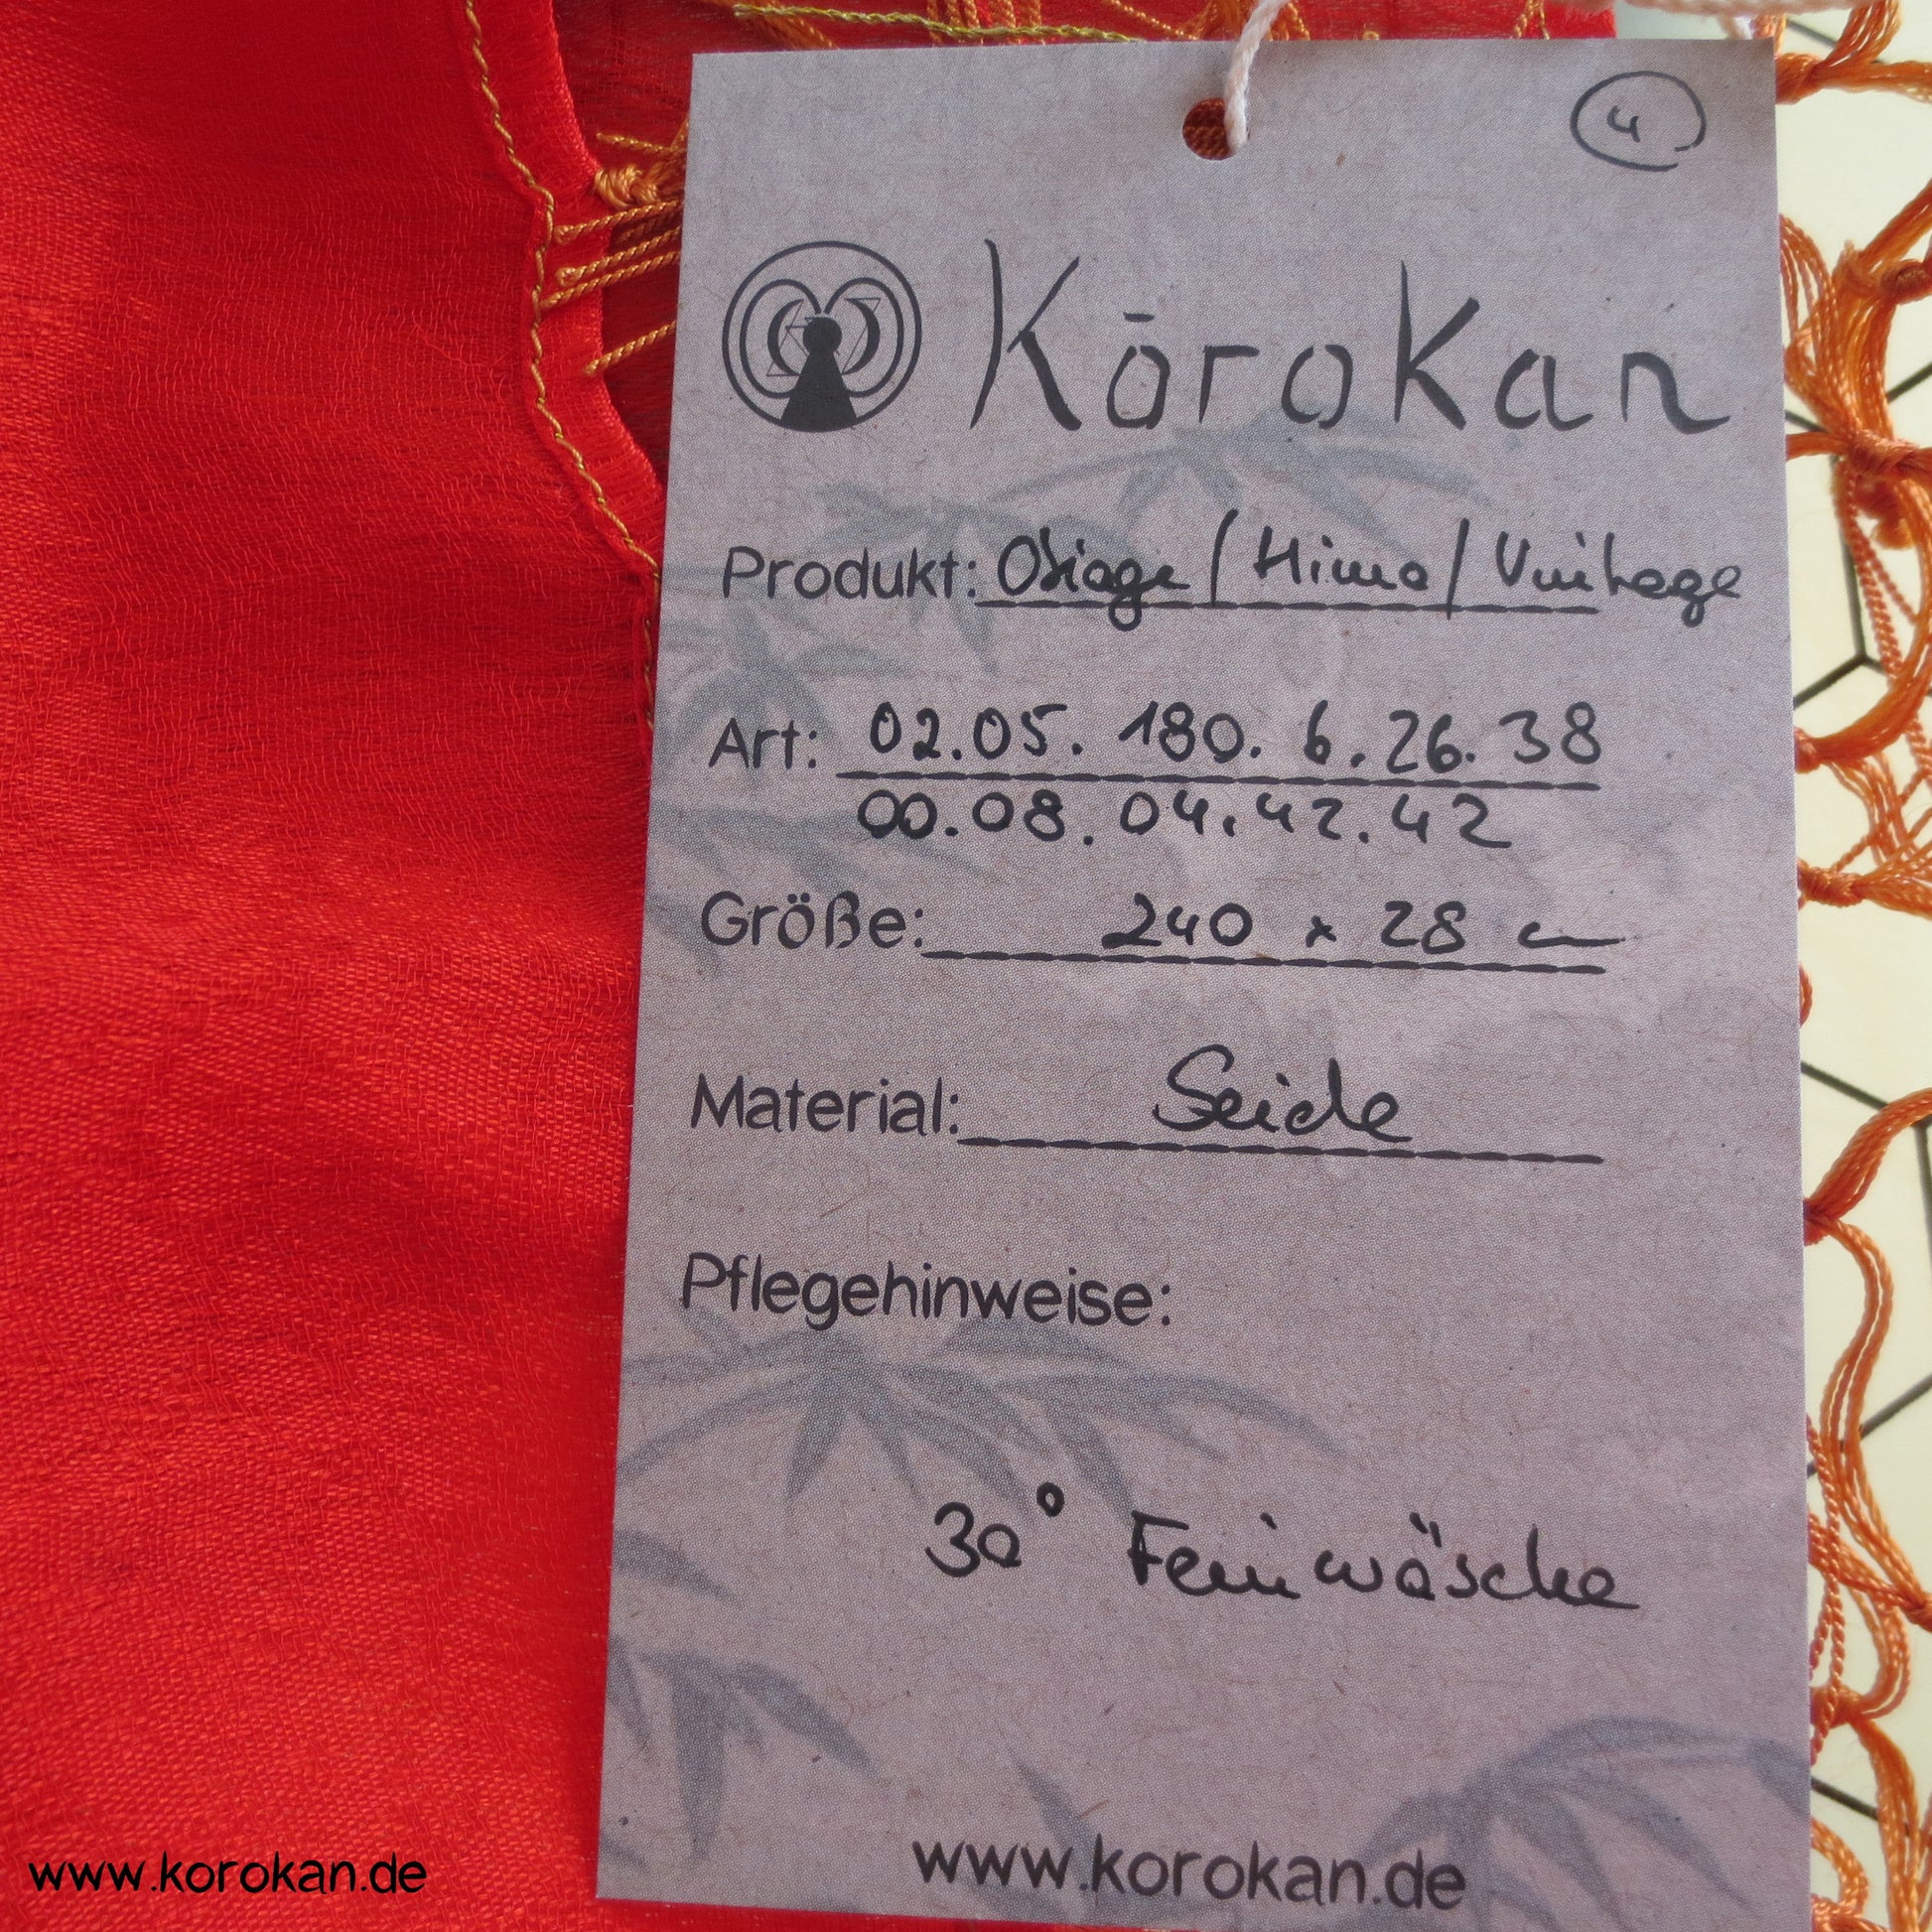 4
Kōrokan
Produkt: Obiage / Himo / Vintage
Art: 02.05. 180. 6. 26. 38
00.08. 04. 42. 42
Größe: 240 x 28 cm
Material: Seide
Pflegehinweise:
30° Feinwäsche
www.korokan.de
www.korokan.de